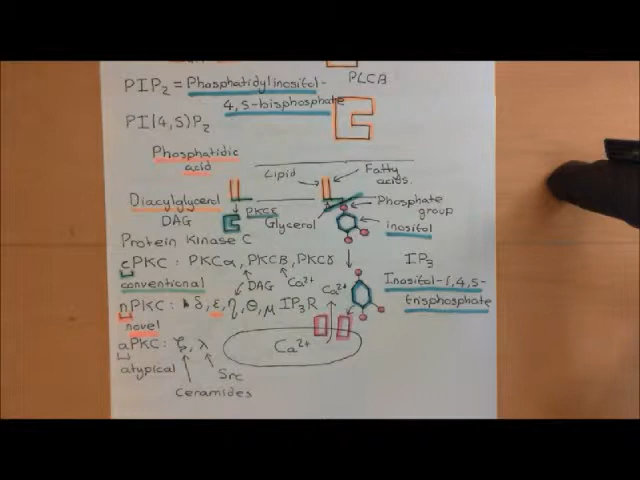 PIP2 = Phosphatidylinositol-
4,5-bisphosphate
PLCβ
PI(4,5)P2
Phosphatidic
acid
Lipid
Fatty
acids.
Diacylglycerol
DAG
PKCε
Glycerol
Phosphate
group
inositol
Protein Kinase C
cPKC: PKCα, PKCβ, PKCγ
conventional
DAG
Ca2+
Ca2+
IP3
Inositol-1,4,5-
trisphosphate
nPKC: δ, ε, η, θ, μ
IP3R
novel
aPKC: ζ, λ
atypical
Src
Ceramides
Ca2+